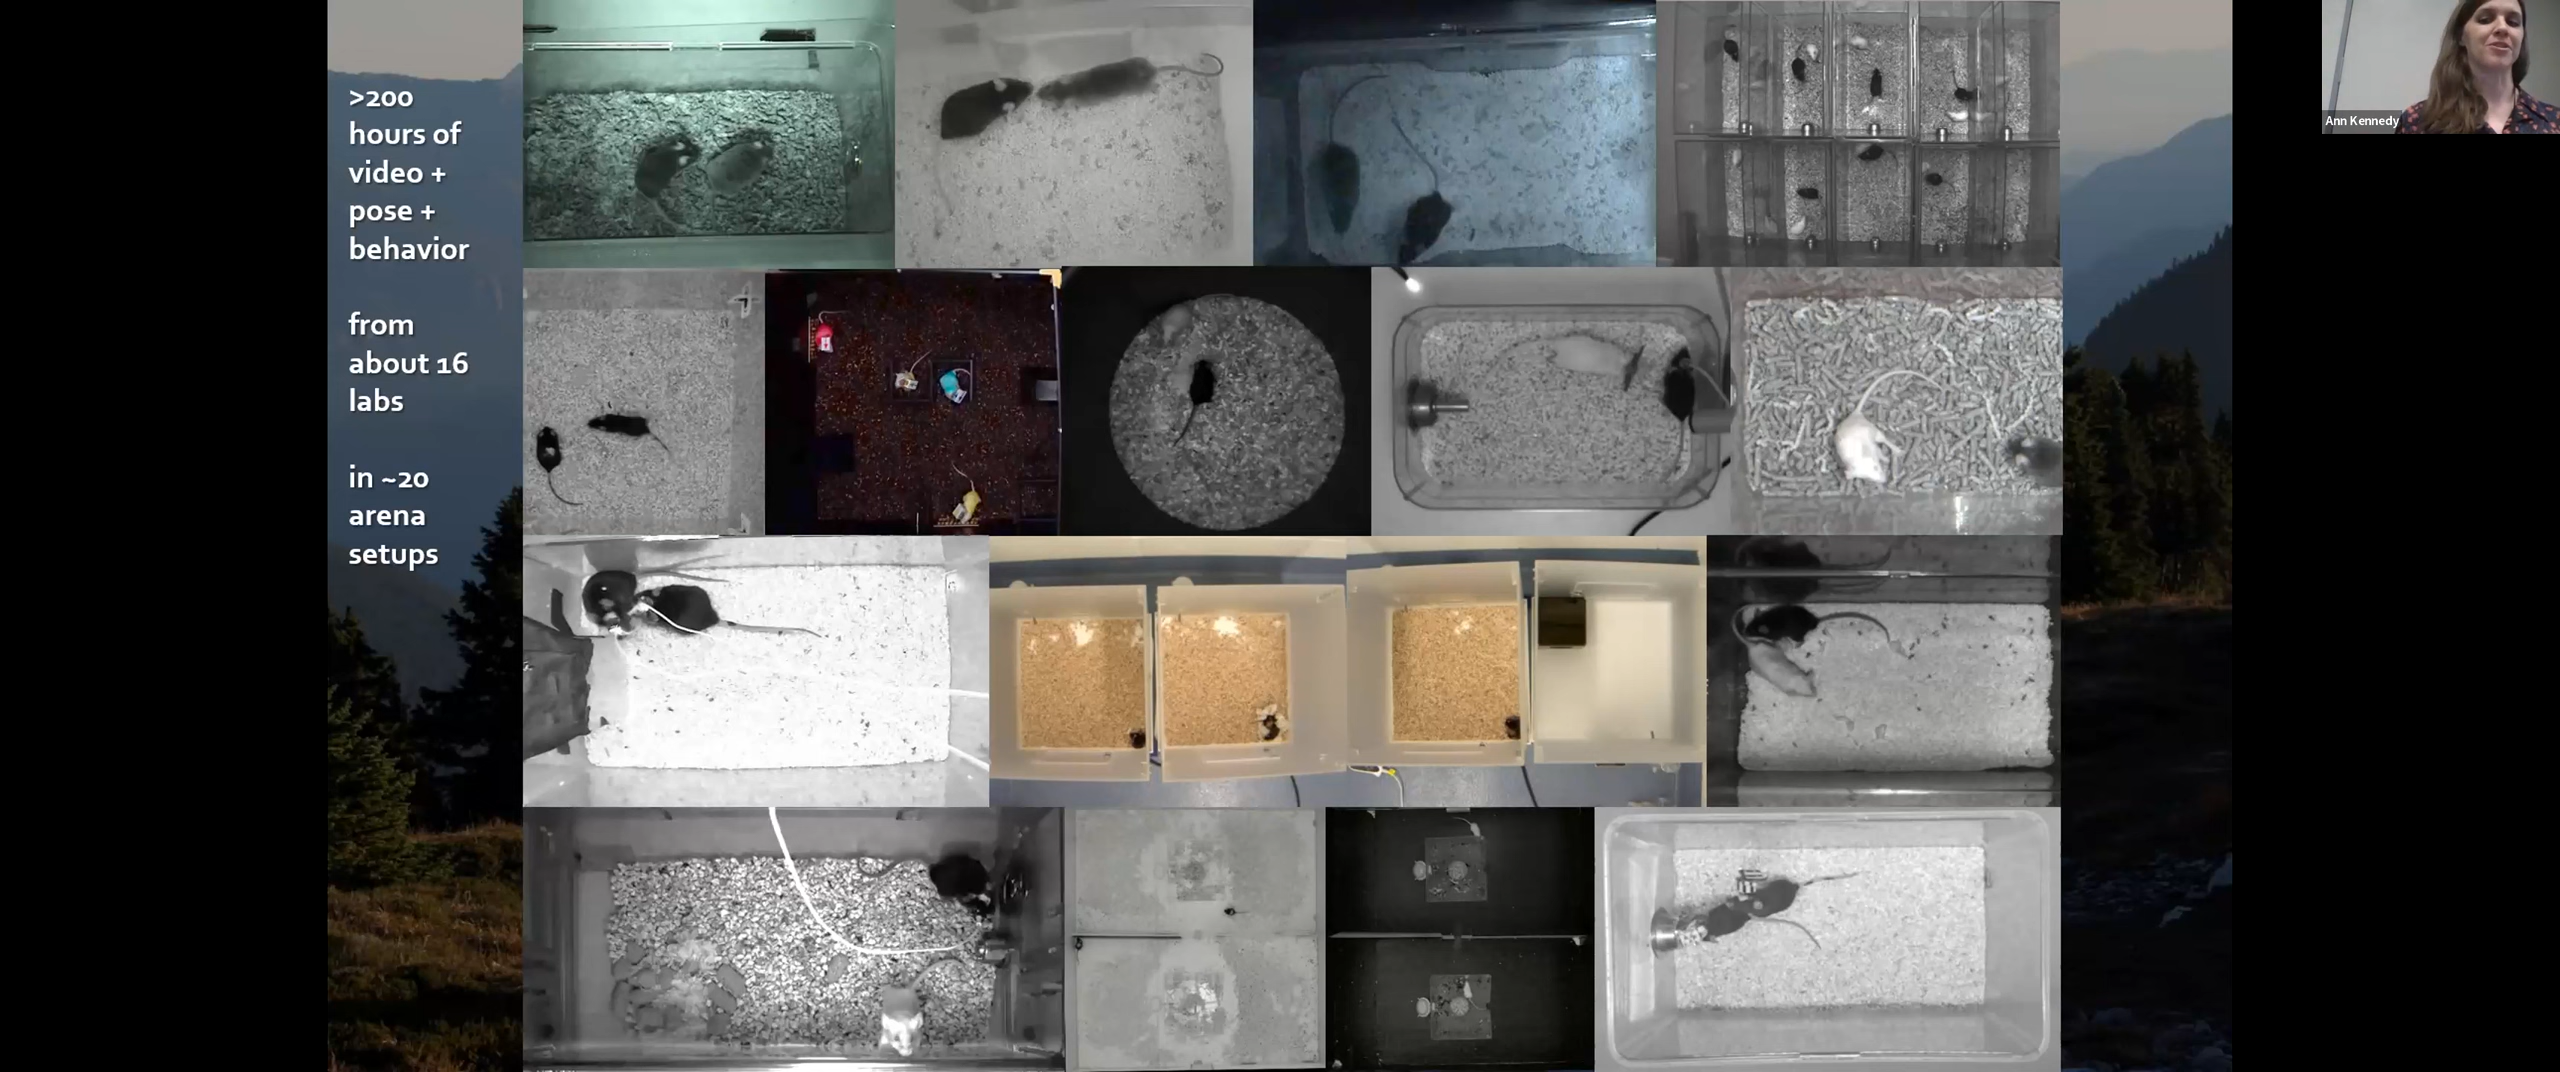 >200
hours of
video +
pose +
behavior
from
about 16
labs
in ~20
arena
setups
Ann Kennedy